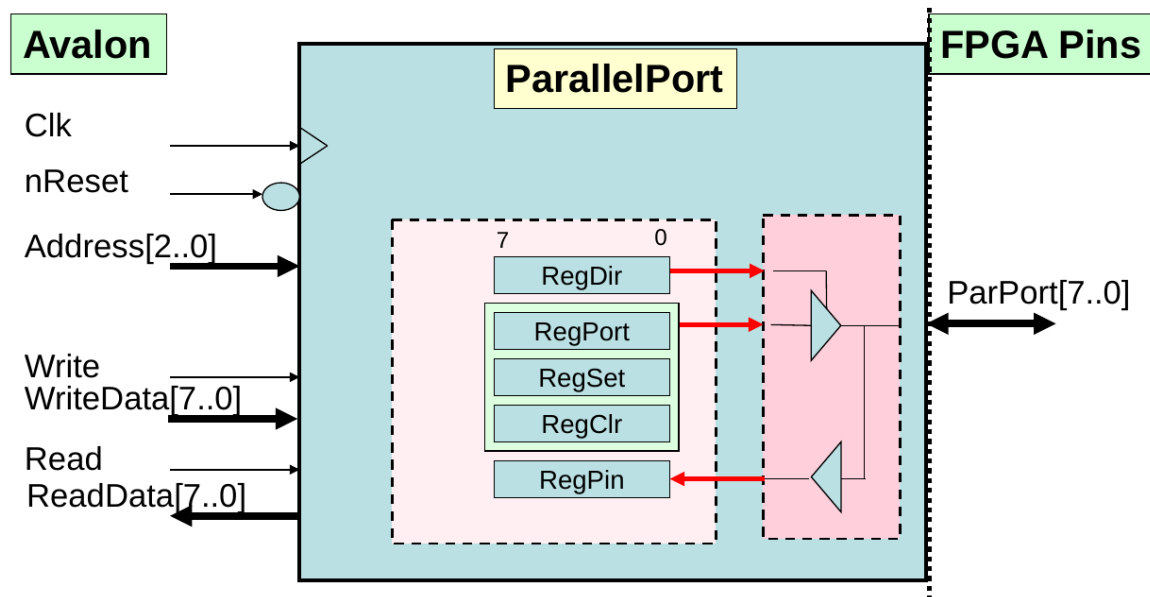 Avalon
FPGA Pins
ParallelPort
Clk
nReset
Address[2..0]
7 0
RegDir
ParPort[7..0]
RegPort
Write
RegSet
WriteData[7..0]
RegClr
Read
RegPin
ReadData[7..0]